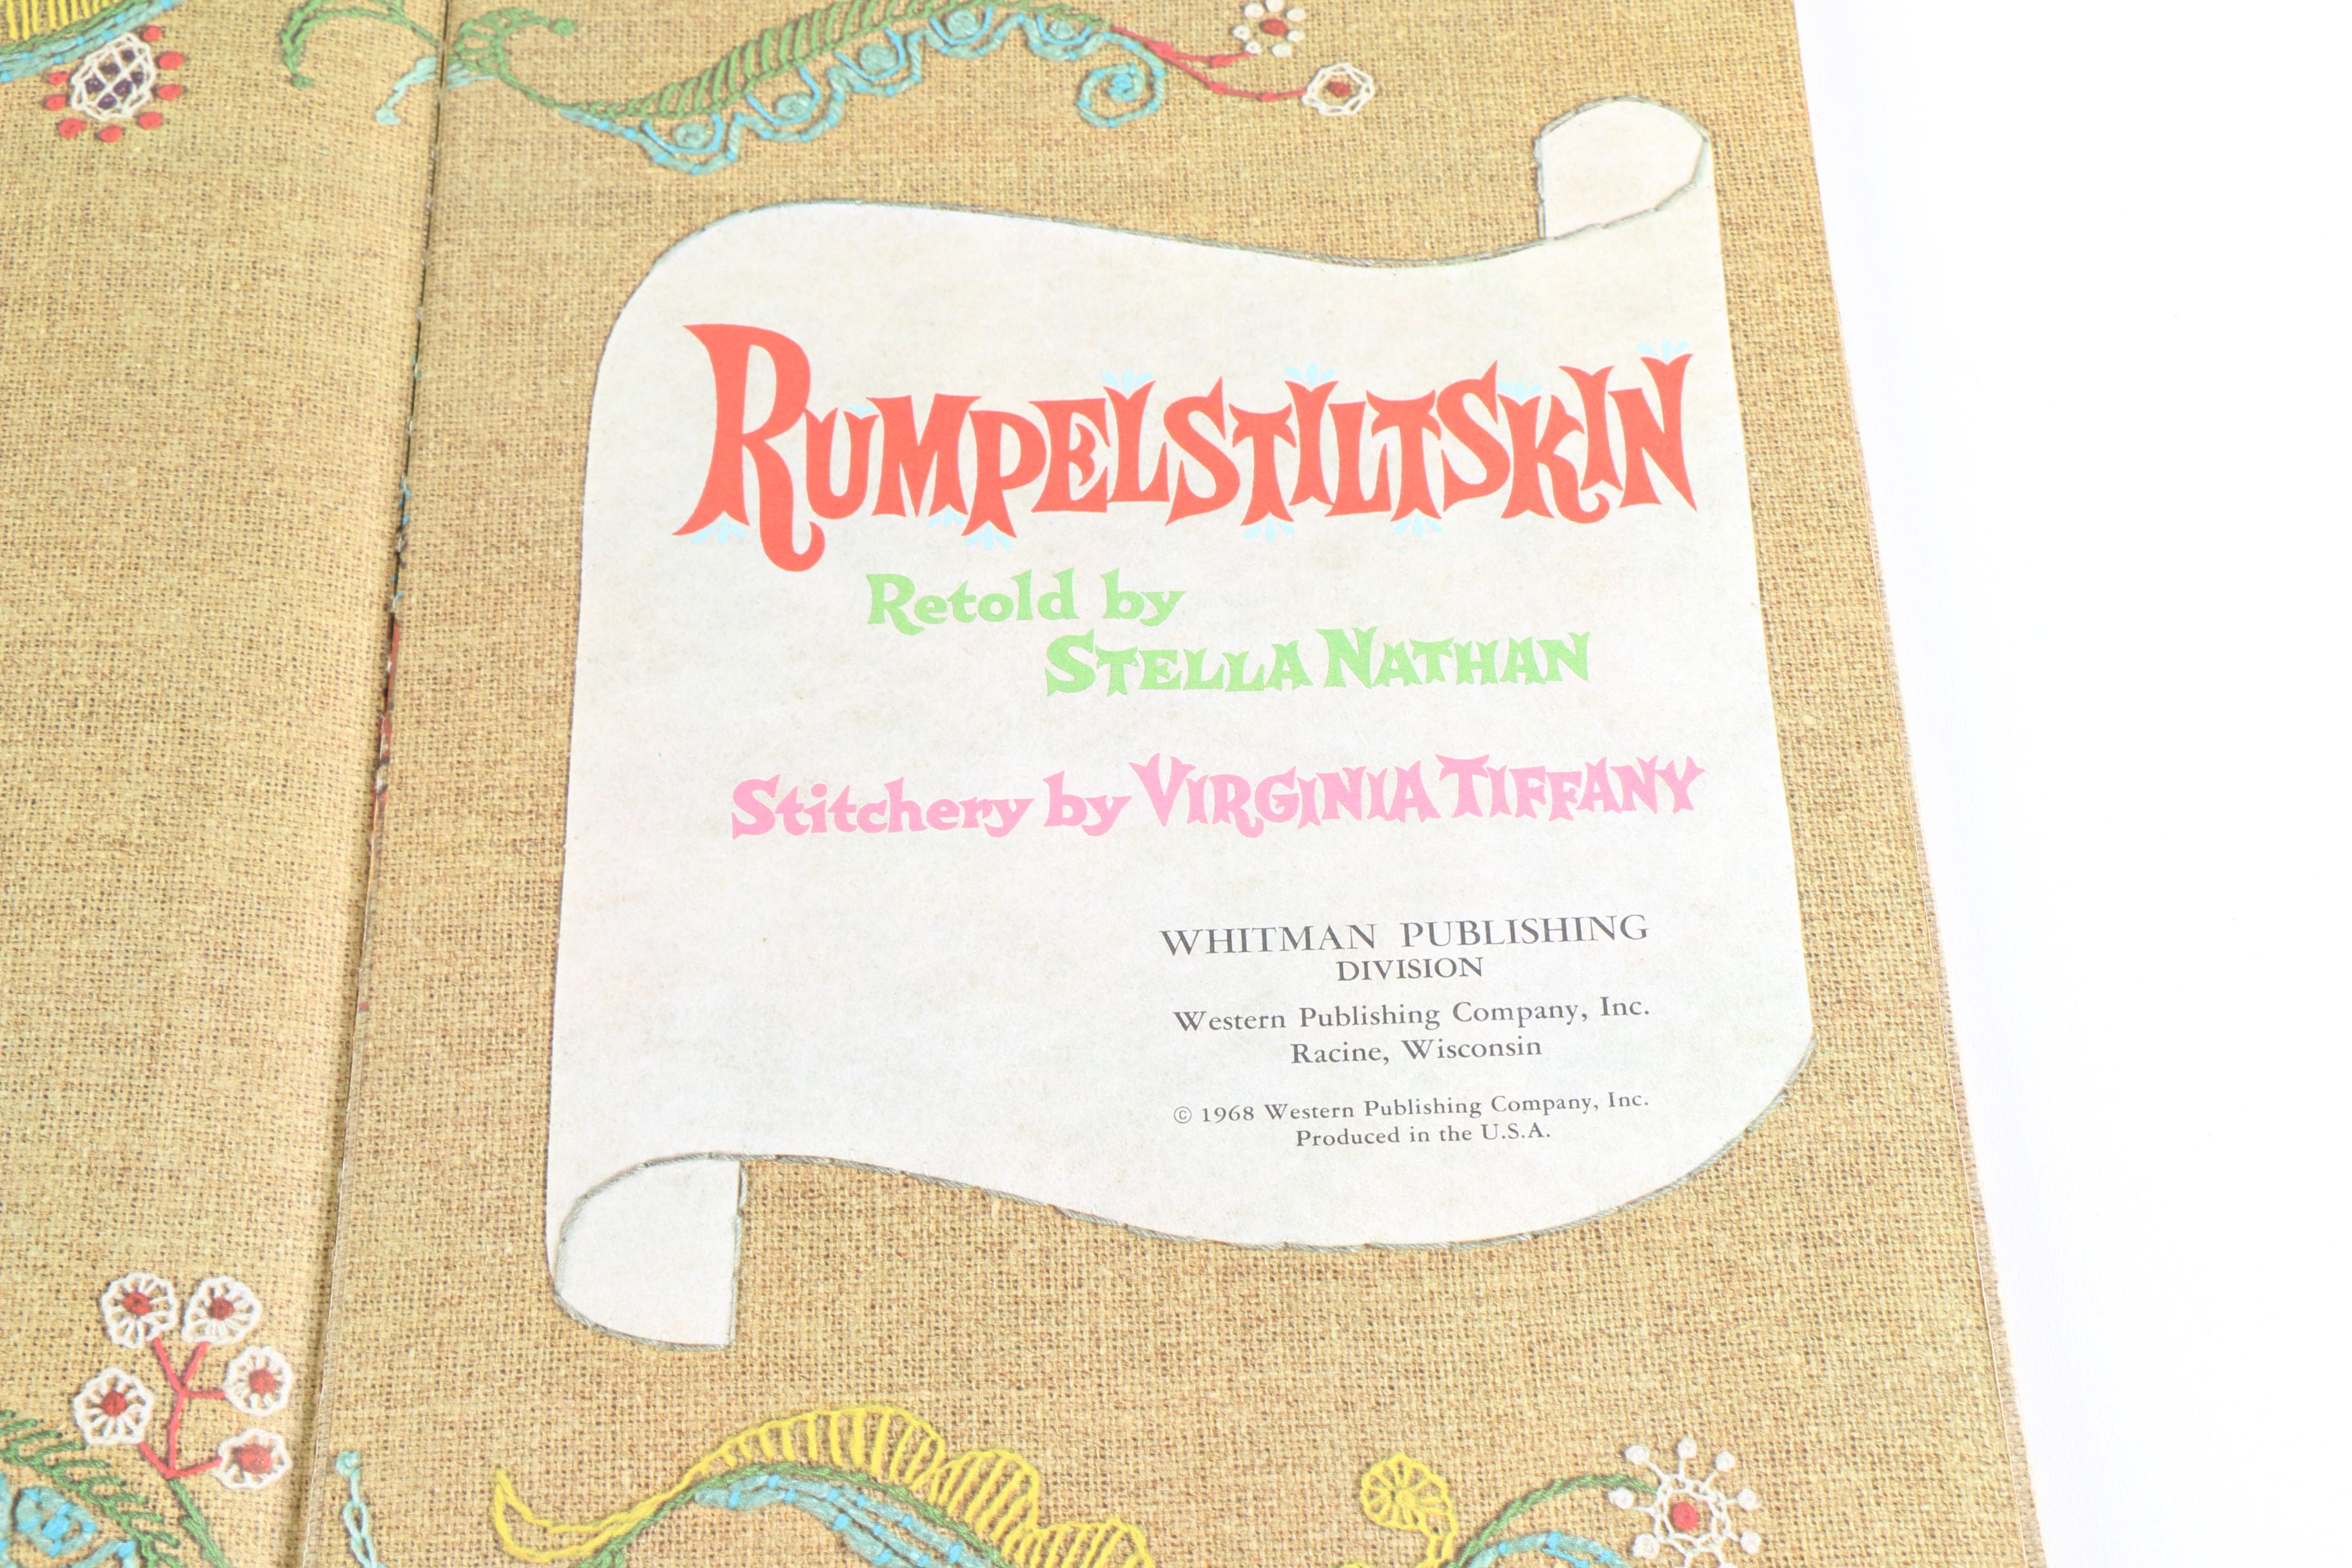 RUMPELSTILTSKIN
Retold by
STELLA NATHAN
Stitchery by VIRGINIA TIFFANY
WHITMAN PUBLISHING
DIVISION
Western Publishing Company, Inc.
Racine, Wisconsin
© 1968 Western Publishing Company, Inc.
Produced in the U.S.A.